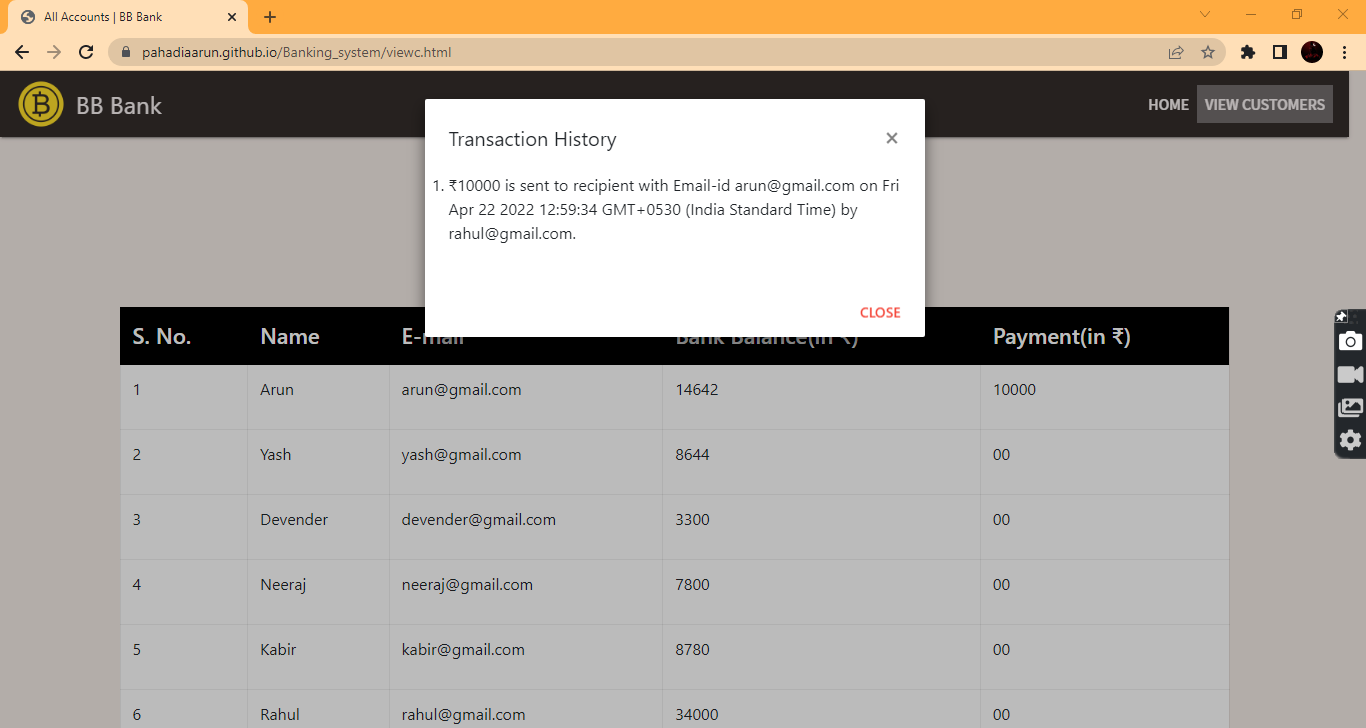 All Accounts | BB Bank
pahadiaarun.github.io/Banking_system/viewc.html
BB Bank
HOME
VIEW CUSTOMERS
Transaction History
1. ₹10000 is sent to recipient with Email-id arun@gmail.com on Fri
Apr 22 2022 12:59:34 GMT+0530 (India Standard Time) by
rahul@gmail.com.
CLOSE
S. No. Name E-mail Bank Balance(in ₹) Payment(in ₹)
1 Arun arun@gmail.com 14642 10000
2 Yash yash@gmail.com 8644 00
3 Devender devender@gmail.com 3300 00
4 Neeraj neeraj@gmail.com 7800 00
5 Kabir kabir@gmail.com 8780 00
6 Rahul rahul@gmail.com 34000 00